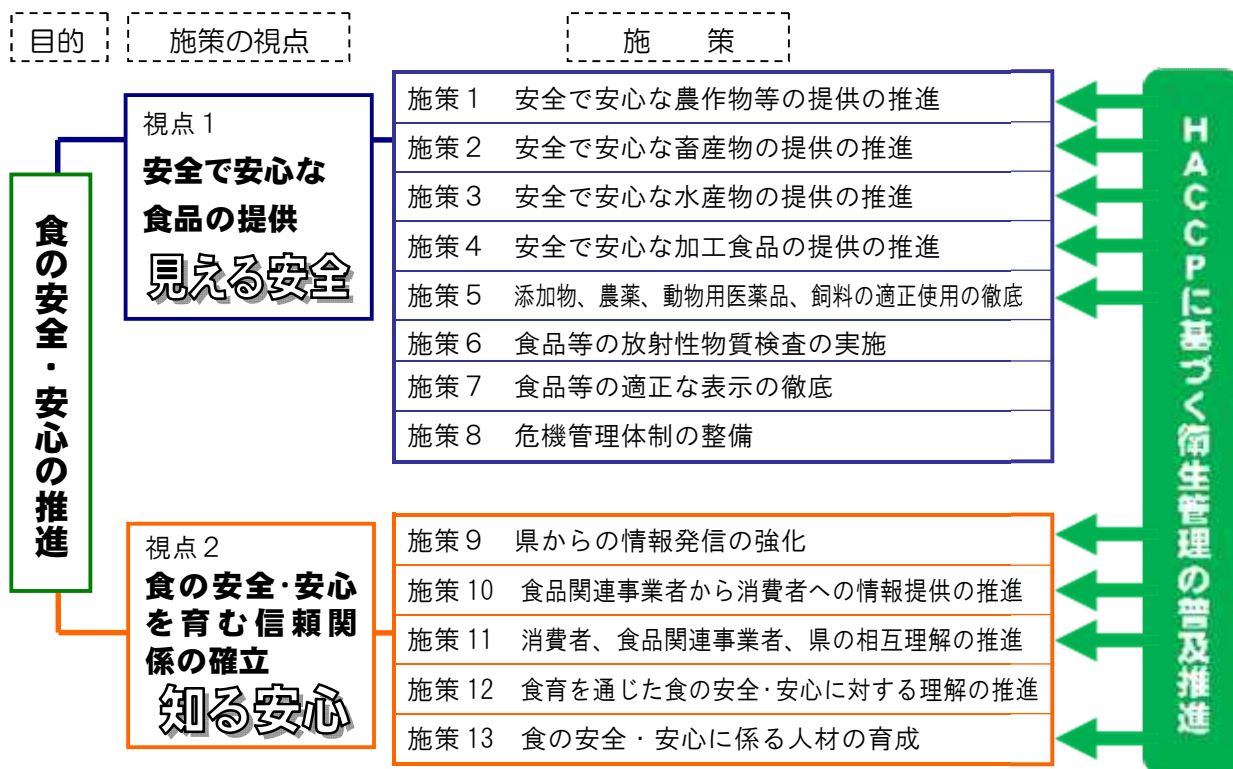 目的
施策の視点
施　策
食の安全・安心の推進
視点１
安全で安心な
食品の提供
見える安全
施策１　安全で安心な農作物等の提供の推進
施策２　安全で安心な畜産物の提供の推進
施策３　安全で安心な水産物の提供の推進
施策４　安全で安心な加工食品の提供の推進
施策５　添加物、農薬、動物用医薬品、飼料の適正使用の徹底
施策６　食品等の放射性物質検査の実施
施策７　食品等の適正な表示の徹底
施策８　危機管理体制の整備
視点２
食の安全･安心
を育む信頼関
係の確立
知る安心
施策９　県からの情報発信の強化
施策 10　食品関連事業者から消費者への情報提供の推進
施策 11　消費者、食品関連事業者、県の相互理解の推進
施策 12　食育を通じた食の安全･安心に対する理解の推進
施策 13　食の安全・安心に係る人材の育成
ＨＡＣＣＰに基づく衛生管理の普及推進